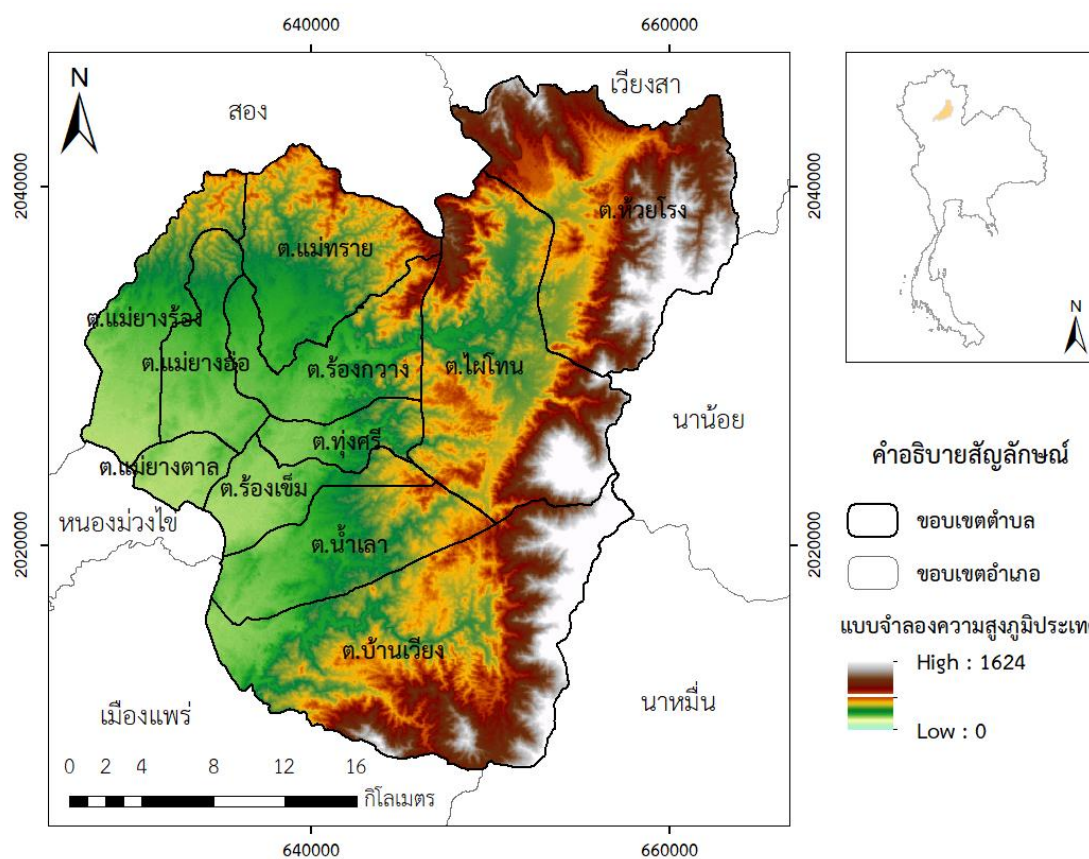 640000
660000
N
สอง
เวียงสา
2040000
2040000
ต.ห้วยโรง
ต.แม่ทราย
ต.แม่ยางร้อง
ต.แม่ยางฮ่อ
ต.ร้องกวาง
ต.ไผ่โทน
ต.ทุ่งศรี
ต.แม่ยางตาล
ต.ร้องเข็ม
นาน้อย
หนองม่วงไข่
ต.น้ำเลา
2020000
2020000
ต.บ้านเวียง
เมืองแพร่
นาหมื่น
0 2 4 8 12 16
กิโลเมตร
640000
660000
N
คำอธิบายสัญลักษณ์
ขอบเขตตำบล
ขอบเขตอำเภอ
แบบจำลองความสูงภูมิประเท
High : 1624
Low : 0